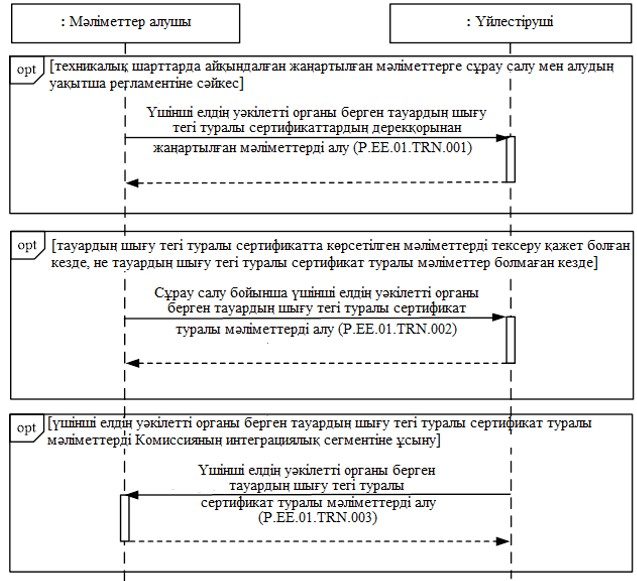 : Мәліметтер алушы
: Үйлестіруші
opt
[техникалық шарттарда айқындалған жаңартылған мәліметтерге сұрау салу мен алудың
уақытша регламентіне сәйкес]
Үшінші елдің уәкілетті органы берген тауардың шығу
тегі туралы сертификаттардың дерекқорынан
жаңартылған мәліметтерді алу (P.EE.01.TRN.001)
opt
[тауардың шығу тегі туралы сертификатта көрсетілген мәліметтерді тексеру қажет болған
кезде, не тауардың шығу тегі туралы сертификат туралы мәліметтер болмаған кезде]
Сұрау салу бойынша үшінші елдің уәкілетті органы
берген тауардың шығу тегі туралы сертификат
туралы мәліметтерді алу (P.EE.01.TRN.002)
opt
[үшінші елдің уәкілетті органы берген тауардың шығу тегі туралы сертификат туралы
мәліметтерді Комиссияның интеграциялық сегментіне ұсыну]
Үшінші елдің уәкілетті органы берген
тауардың шығу тегі туралы
сертификат туралы мәліметтерді алу
(P.EE.01.TRN.003)